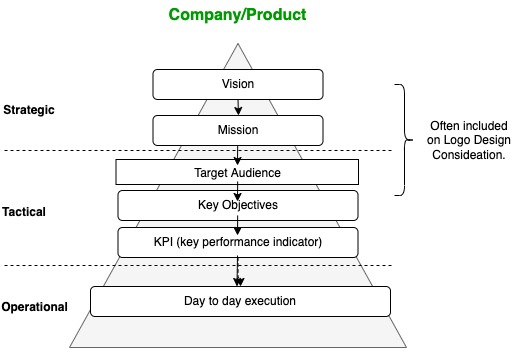 Company/Product
Vision
Strategic
Mission
Often included
on Logo Design
Consideation.
Target Audience
Key Objectives
Tactical
KPI (key performance indicator)
Day to day execution
Operational